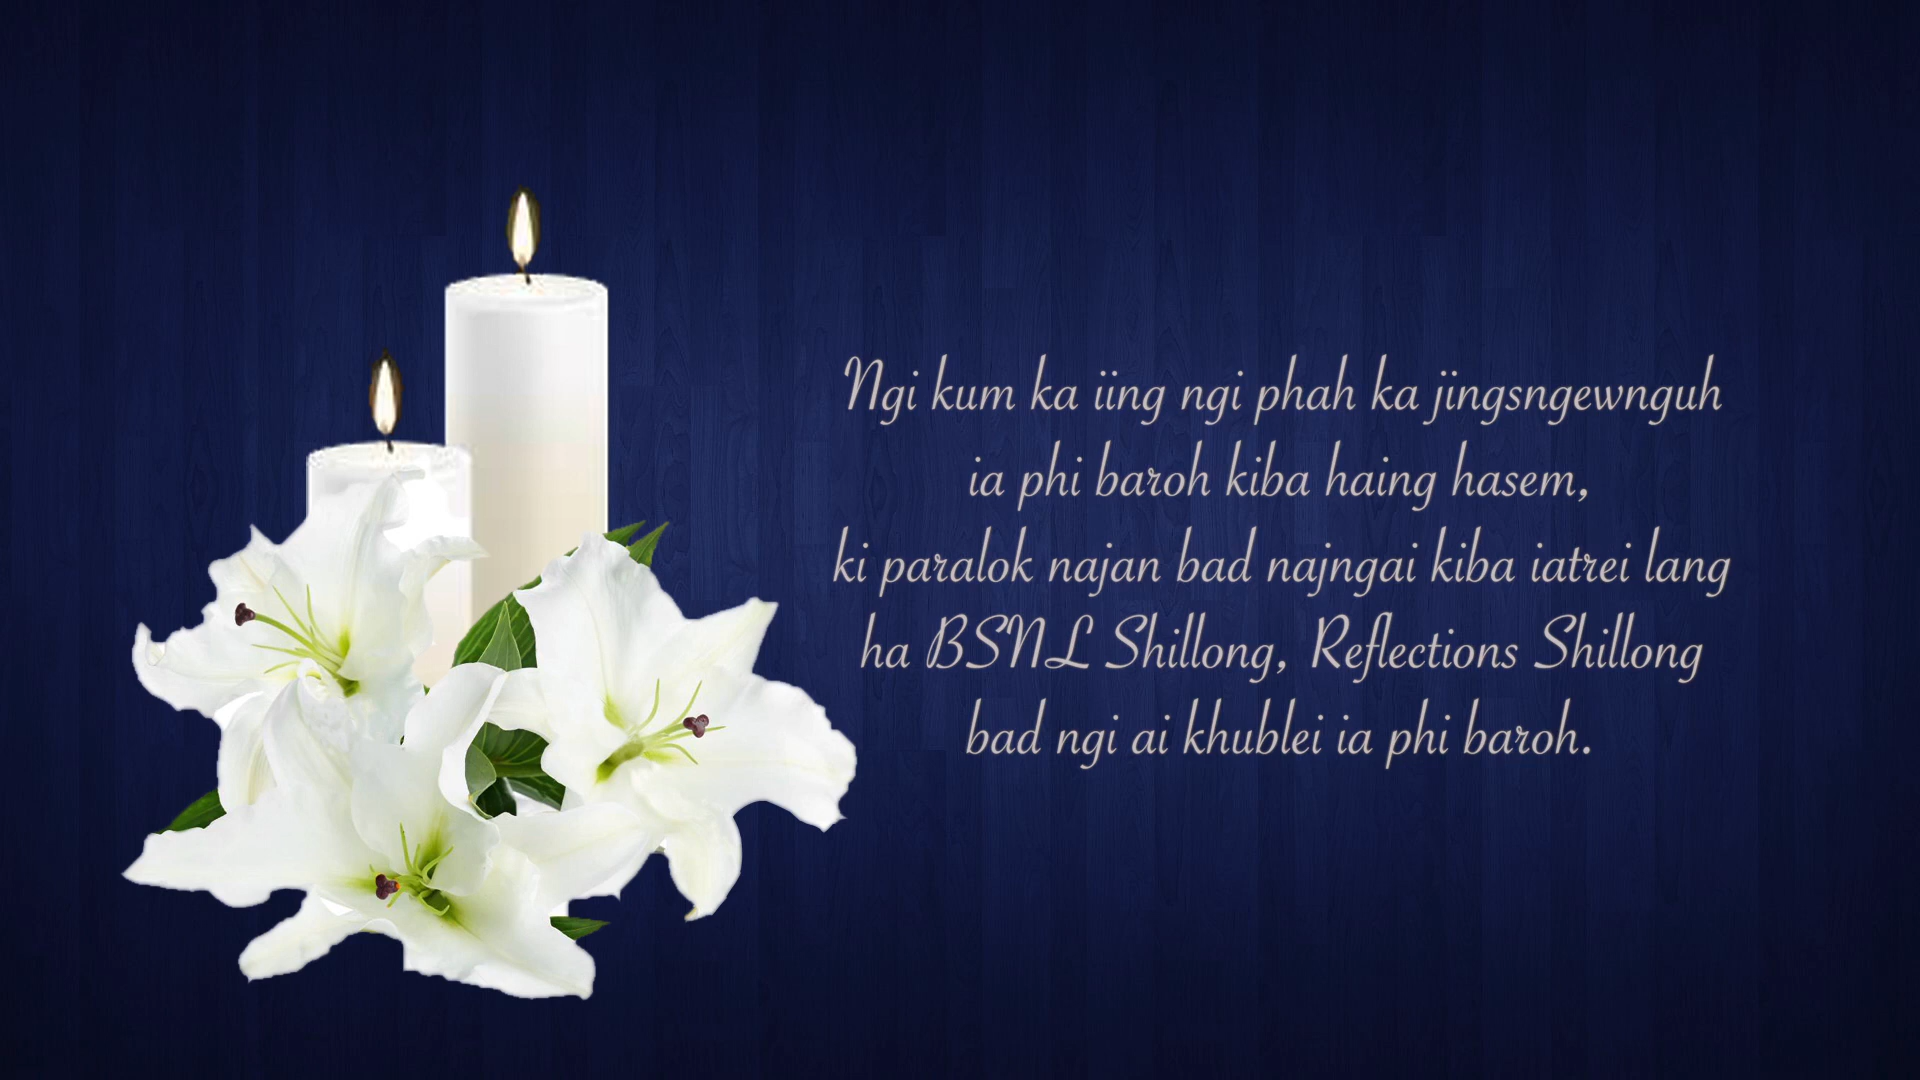 Ngi kum ka iing ngi phah ka jingsngewnguh
ia phi baroh kiba haing hasem,
ki paralok najan bad najngai kiba iatrei lang
ha BSNL Shillong, Reflections Shillong
bad ngi ai khublei ia phi baroh.